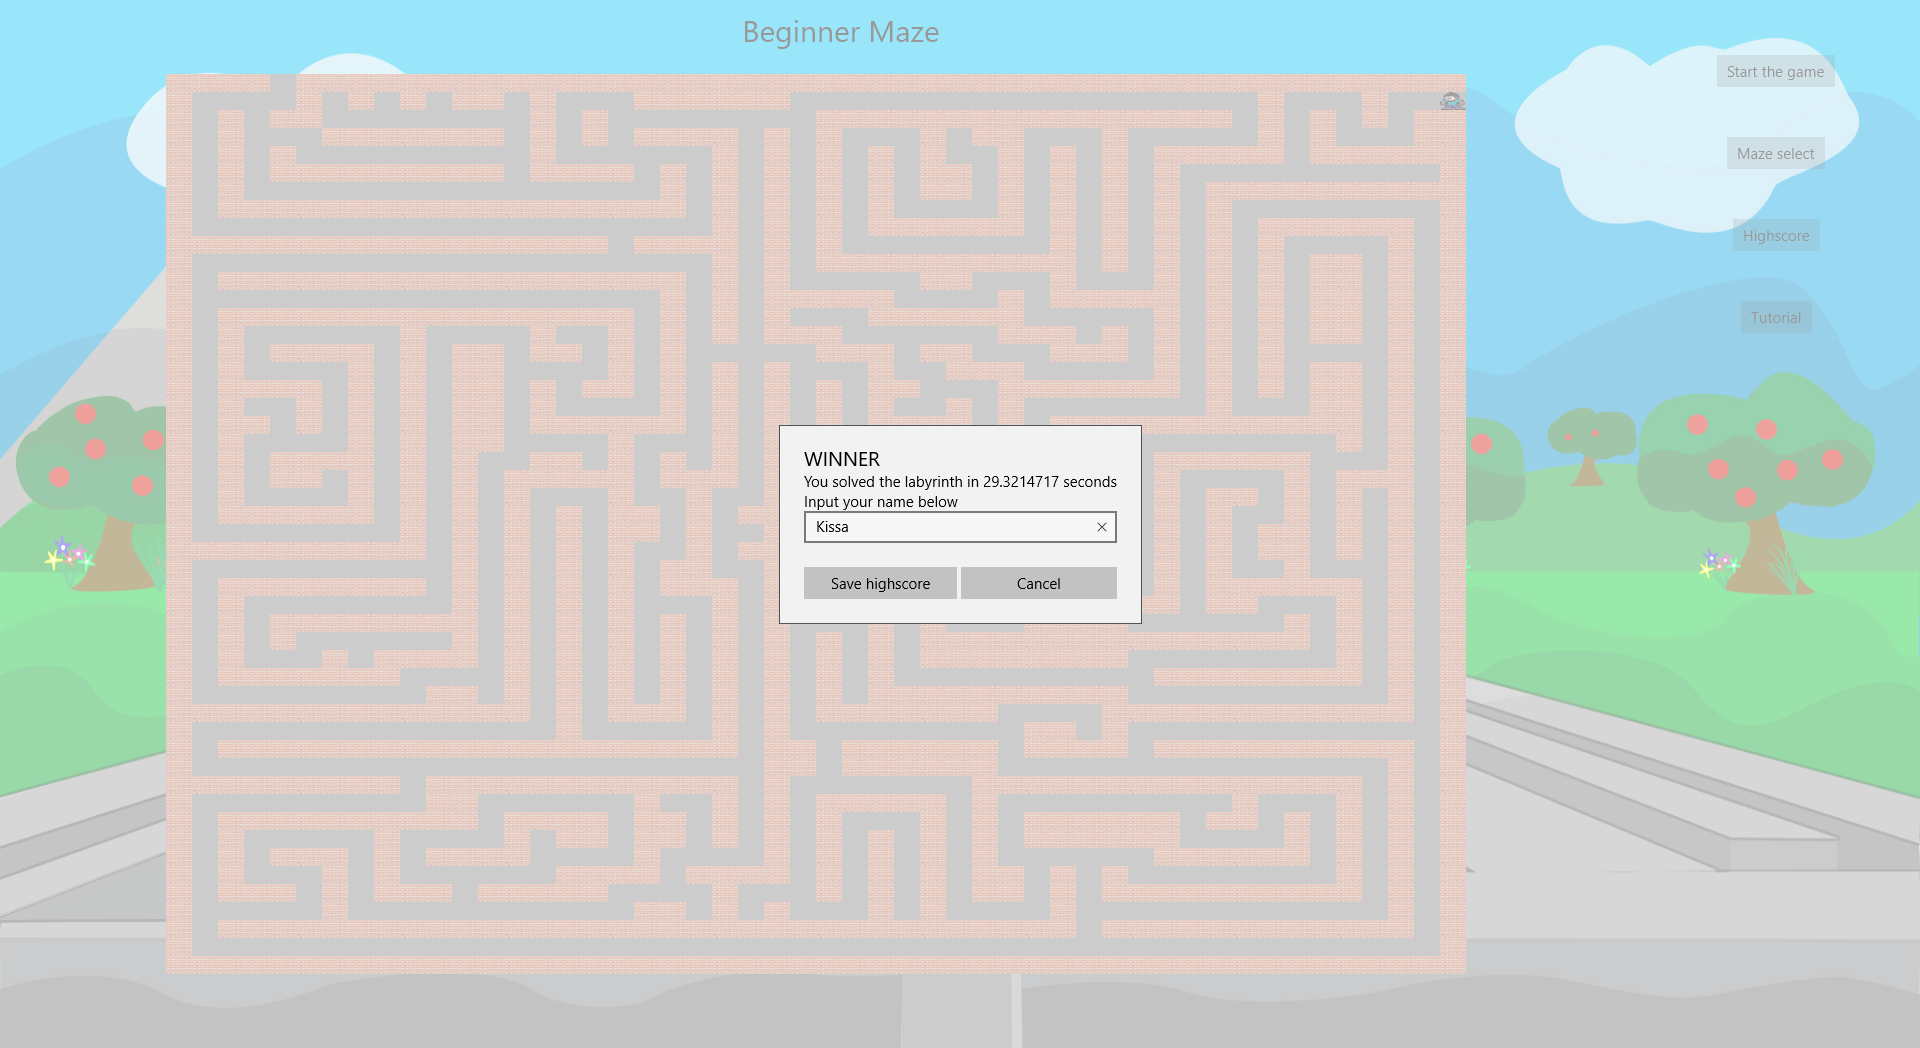 Beginner Maze
Start the game
Maze select
Highscore
Tutorial
WINNER
You solved the labyrinth in 29.3214717 seconds
Input your name below
Kissa
Save highscore
Cancel